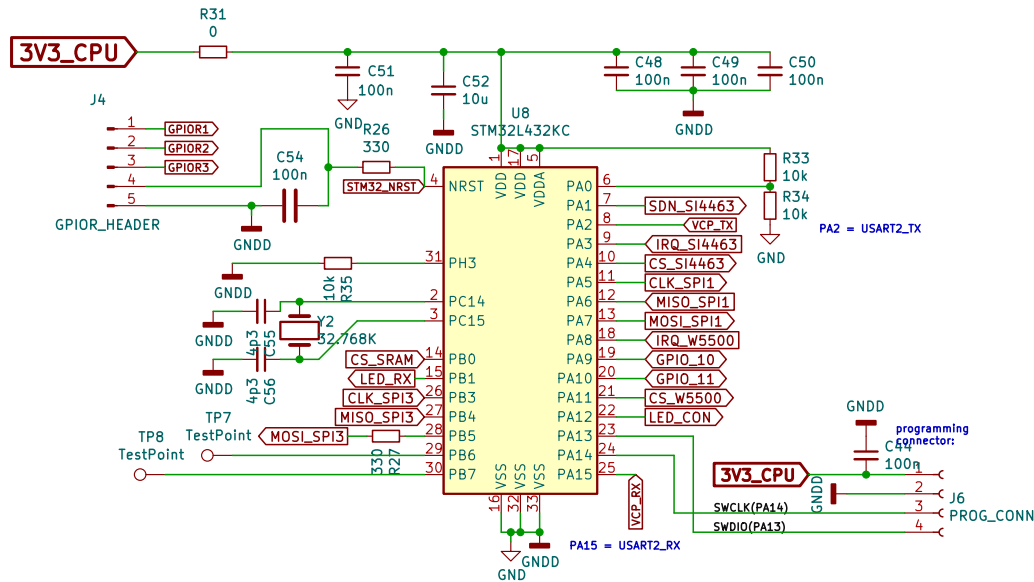 R31
0
3V3_CPU
C51
100n
GND
C52
10u
GNDD
C48
100n
C49
100n
C50
100n
GNDD
J4
1
GPIOR1
2
GPIOR2
3
GPIOR3
4
5
GPIOR_HEADER
C54
100n
GNDD
R26
330
STM32_NRST
U8
STM32L432KC
1
17
5
VDD
VDD
VDDA
4
NRST
31
PH3
2
PC14
3
PC15
14
PB0
15
PB1
26
PB3
27
PB4
28
PB5
29
PB6
30
PB7
PA0
6
PA1
7
SDN_SI4463
PA2
8
VCP_TX
PA3
9
IRQ_SI4463
PA4
10
CS_SI4463
PA5
11
CLK_SPI1
PA6
12
MISO_SPI1
PA7
13
MOSI_SPI1
PA8
18
IRQ_W5500
PA9
19
GPIO_10
PA10
20
GPIO_11
PA11
21
CS_W5500
PA12
22
LED_CON
PA13
23
PA14
24
PA15
25
VCP_RX
VSS
VSS
VSS
16
32
33
GND
GNDD
PA15 = USART2_RX
R33
10k
R34
10k
GND
PA2 = USART2_TX
GNDD
10k
R35
GNDD
4p3
C55
Y2
32.768K
GNDD
4p3
C56
CS_SRAM
LED_RX
CLK_SPI3
MISO_SPI3
MOSI_SPI3
330
R27
TP7
TestPoint
TP8
TestPoint
GNDD
C44
100n
programming
connector:
3V3_CPU
GNDD
1
2
3
4
J6
PROG_CONN
SWCLK(PA14)
SWDIO(PA13)